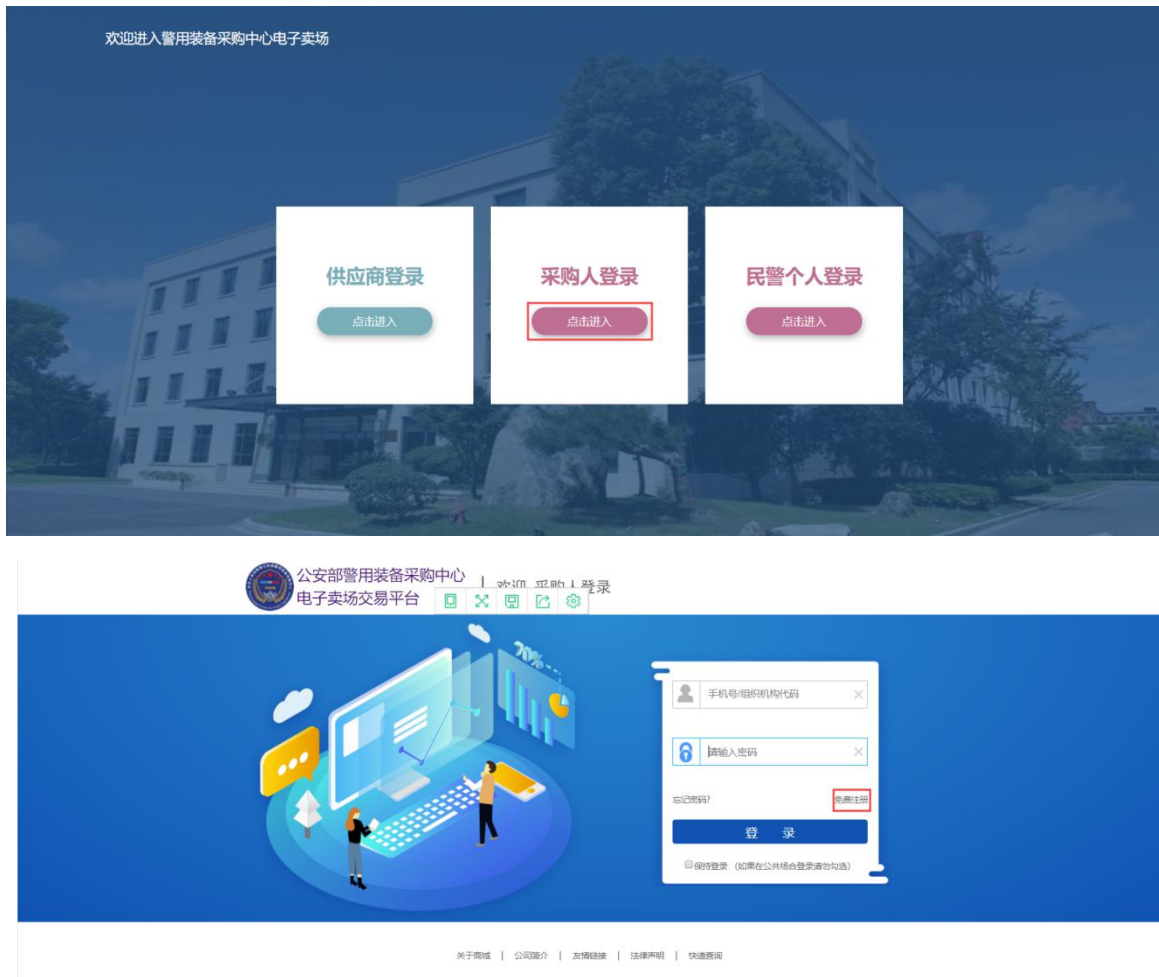 欢迎进入警用装备采购中心电子卖场
供应商登录
采购人登录
民警个人登录
点击进入
点击进入
点击进入
公安部警用装备采购中心
电子卖场交易平台
欢迎 采购人登录
70%
手机号/组织机构代码
请输入密码
忘记密码?
免费注册
登 录
保持登录 (如果在公共场合登录请勿勾选)
关于商城 | 公司简介 | 友情链接 | 法律声明 | 快递查询